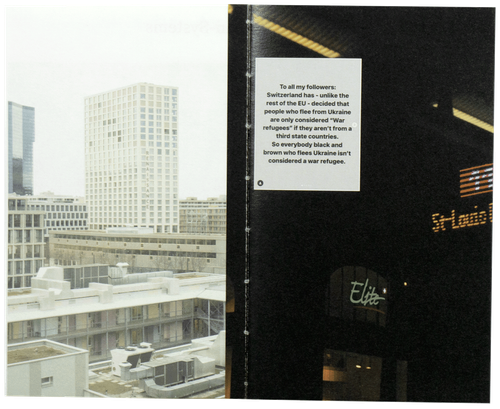 To all my followers:
Switzerland has - unlike the
rest of the EU - decided that
people who flee from Ukraine
are only considered "War
refugees" if they aren't from a
third state countries.
So everybody black and
brown who flees Ukraine isn't
considered a war refugee.
St-Louis
Elite